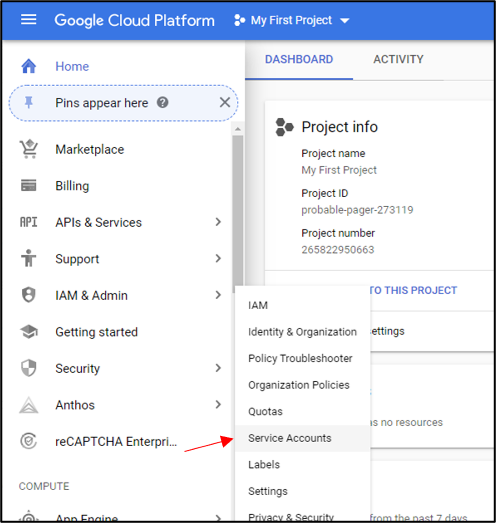 Google Cloud Platform
My First Project
Home
Pins appear here
Marketplace
Billing
API APIs & Services
Support
IAM & Admin
Getting started
Security
Anthos
reCAPTCHA Enterpri...
COMPUTE
App Engine
DASHBOARD
ACTIVITY
Project info
Project name
My First Project
Project ID
probable-pager-273119
Project number
265822950663
TO THIS PROJECT
settings
IAM
Identity & Organization
Policy Troubleshooter
Organization Policies
Quotas
Service Accounts
Labels
Settings
Privacy & Security
as no resources
from the past 7 days